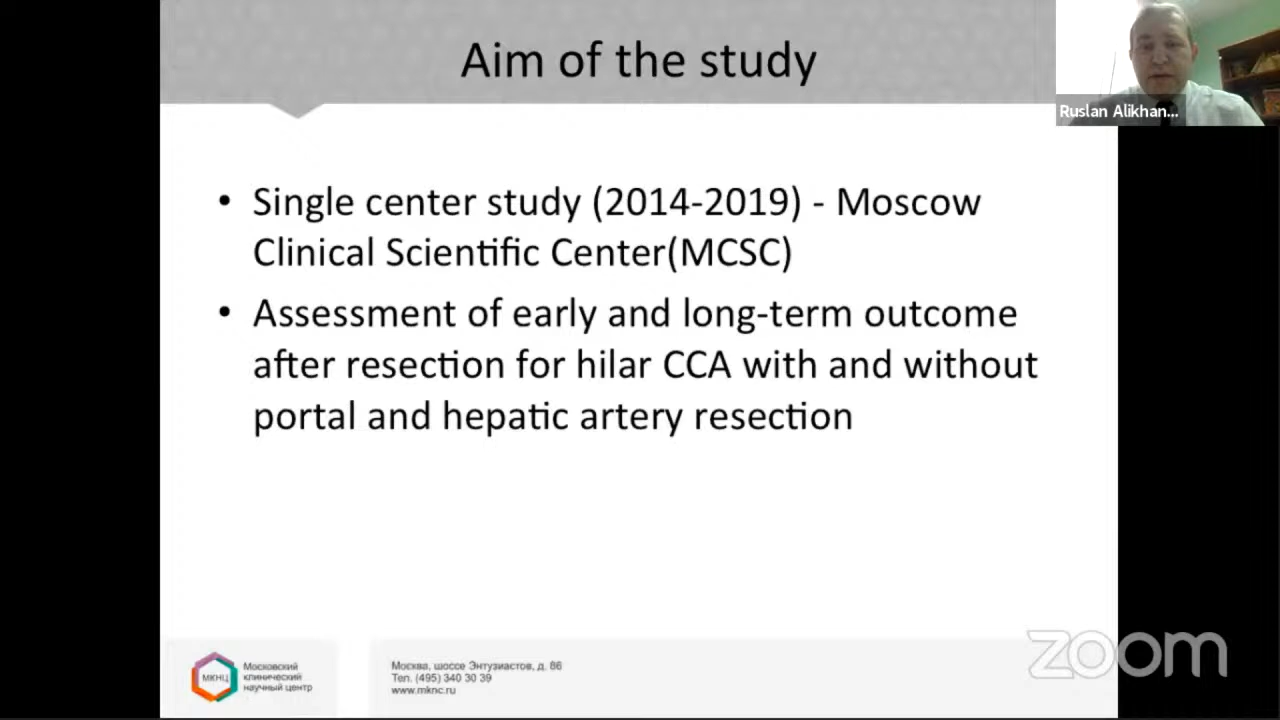 Aim of the study
Ruslan Alikhan...
• Single center study (2014-2019) - Moscow
Clinical Scientific Center(MCSC)
• Assessment of early and long-term outcome
after resection for hilar CCA with and without
portal and hepatic artery resection
МКНЦ
Московский
клинический
научный центр
Москва, шоссе Энтузиастов, д. 86
Тел. (495) 340 30 39
www.mknc.ru
zoom